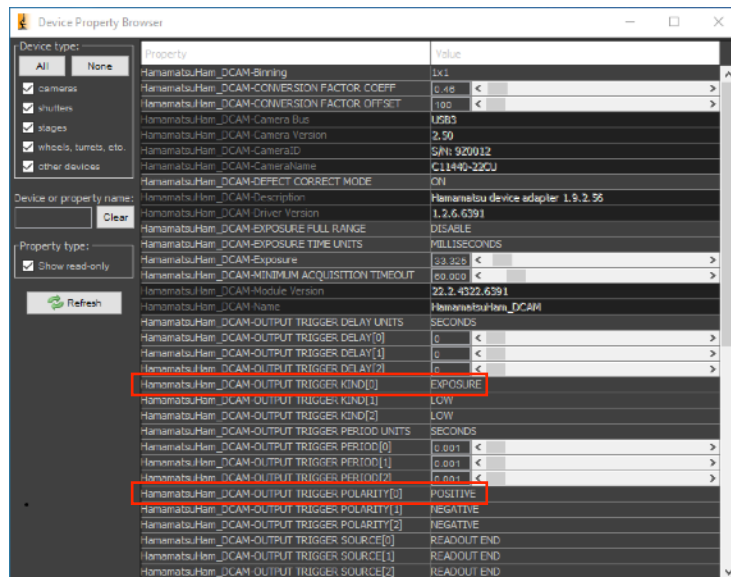 Device Property Browser
Device type:
All None
cameras
shutters
stages
wheels, turrets, etc.
other devices
Device or property name:
Clear
Property type:
Show read-only
Refresh
Property Value
HamamatsuHam_DCAM-Binning 1x1
HamamatsuHam_DCAM-CONVERSION FACTOR COEFF 0.46
HamamatsuHam_DCAM-CONVERSION FACTOR OFFSET 100
HamamatsuHam_DCAM-Camera Bus USB3
HamamatsuHam_DCAM-Camera Version 2.50
HamamatsuHam_DCAM-CameraID S/N: 920012
HamamatsuHam_DCAM-CameraName C11440-22CU
HamamatsuHam_DCAM-DEFECT CORRECT MODE ON
HamamatsuHam_DCAM-Description Hamamatsu device adapter 1.9.2.56
HamamatsuHam_DCAM-Driver Version 1.2.6.6391
HamamatsuHam_DCAM-EXPOSURE FULL RANGE DISABLE
HamamatsuHam_DCAM-EXPOSURE TIME UNITS MILLISECONDS
HamamatsuHam_DCAM-Exposure 33.325
HamamatsuHam_DCAM-MINIMUM ACQUISITION TIMEOUT 60.000
HamamatsuHam_DCAM-Module Version 22.2.4322.6391
HamamatsuHam_DCAM-Name HamamatsuHam_DCAM
HamamatsuHam_DCAM-OUTPUT TRIGGER DELAY UNITS SECONDS
HamamatsuHam_DCAM-OUTPUT TRIGGER DELAY[0] 0
HamamatsuHam_DCAM-OUTPUT TRIGGER DELAY[1] 0
HamamatsuHam_DCAM-OUTPUT TRIGGER DELAY[2] 0
HamamatsuHam_DCAM-OUTPUT TRIGGER KIND[0] EXPOSURE
HamamatsuHam_DCAM-OUTPUT TRIGGER KIND[1] LOW
HamamatsuHam_DCAM-OUTPUT TRIGGER KIND[2] LOW
HamamatsuHam_DCAM-OUTPUT TRIGGER PERIOD UNITS SECONDS
HamamatsuHam_DCAM-OUTPUT TRIGGER PERIOD[0] 0.001
HamamatsuHam_DCAM-OUTPUT TRIGGER PERIOD[1] 0.001
HamamatsuHam_DCAM-OUTPUT TRIGGER PERIOD[2] 0.001
HamamatsuHam_DCAM-OUTPUT TRIGGER POLARITY[0] POSITIVE
HamamatsuHam_DCAM-OUTPUT TRIGGER POLARITY[1] NEGATIVE
HamamatsuHam_DCAM-OUTPUT TRIGGER POLARITY[2] NEGATIVE
HamamatsuHam_DCAM-OUTPUT TRIGGER SOURCE[0] READOUT END
HamamatsuHam_DCAM-OUTPUT TRIGGER SOURCE[1] READOUT END
HamamatsuHam_DCAM-OUTPUT TRIGGER SOURCE[2] READOUT END